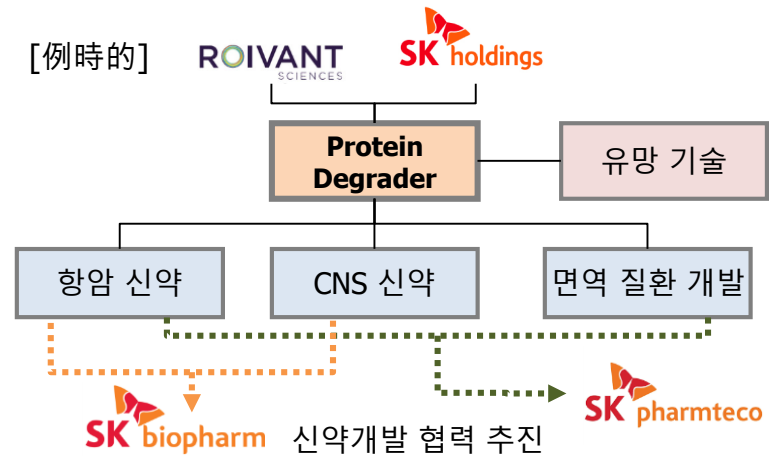 [例時的]
ROIVANT
SCIENCES
SK holdings
Protein
Degrader
유망 기술
항암 신약
CNS 신약
면역 질환 개발
SK biopharm
신약개발 협력 추진
SK pharmteco